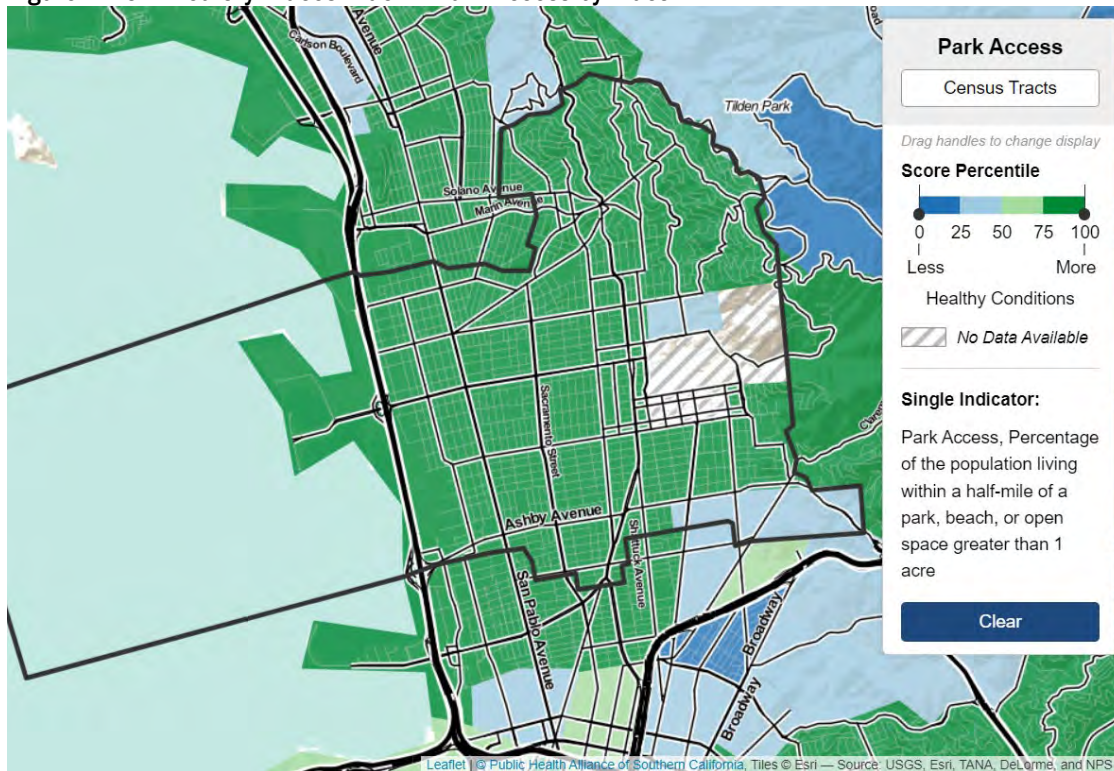 Park Access
Census Tracts
Drag handles to change display
Score Percentile
0 25 50 75 100
Less More
Healthy Conditions
No Data Available
Single Indicator:
Park Access, Percentage
of the population living
within a half-mile of a
park, beach, or open
space greater than 1
acre
Clear
Carlson Boulevard
Avenue
Tilden Park
Solano Avenue
Marin Avenue
Sacramento Street
Ashby Avenue
Shattuck Avenue
San Pablo Avenue
Broadway
Broadway
Leaflet | © Public Health Alliance of Southern California, Tiles © Esri — Source: USGS, Esri, TANA, DeLorme, and NPS